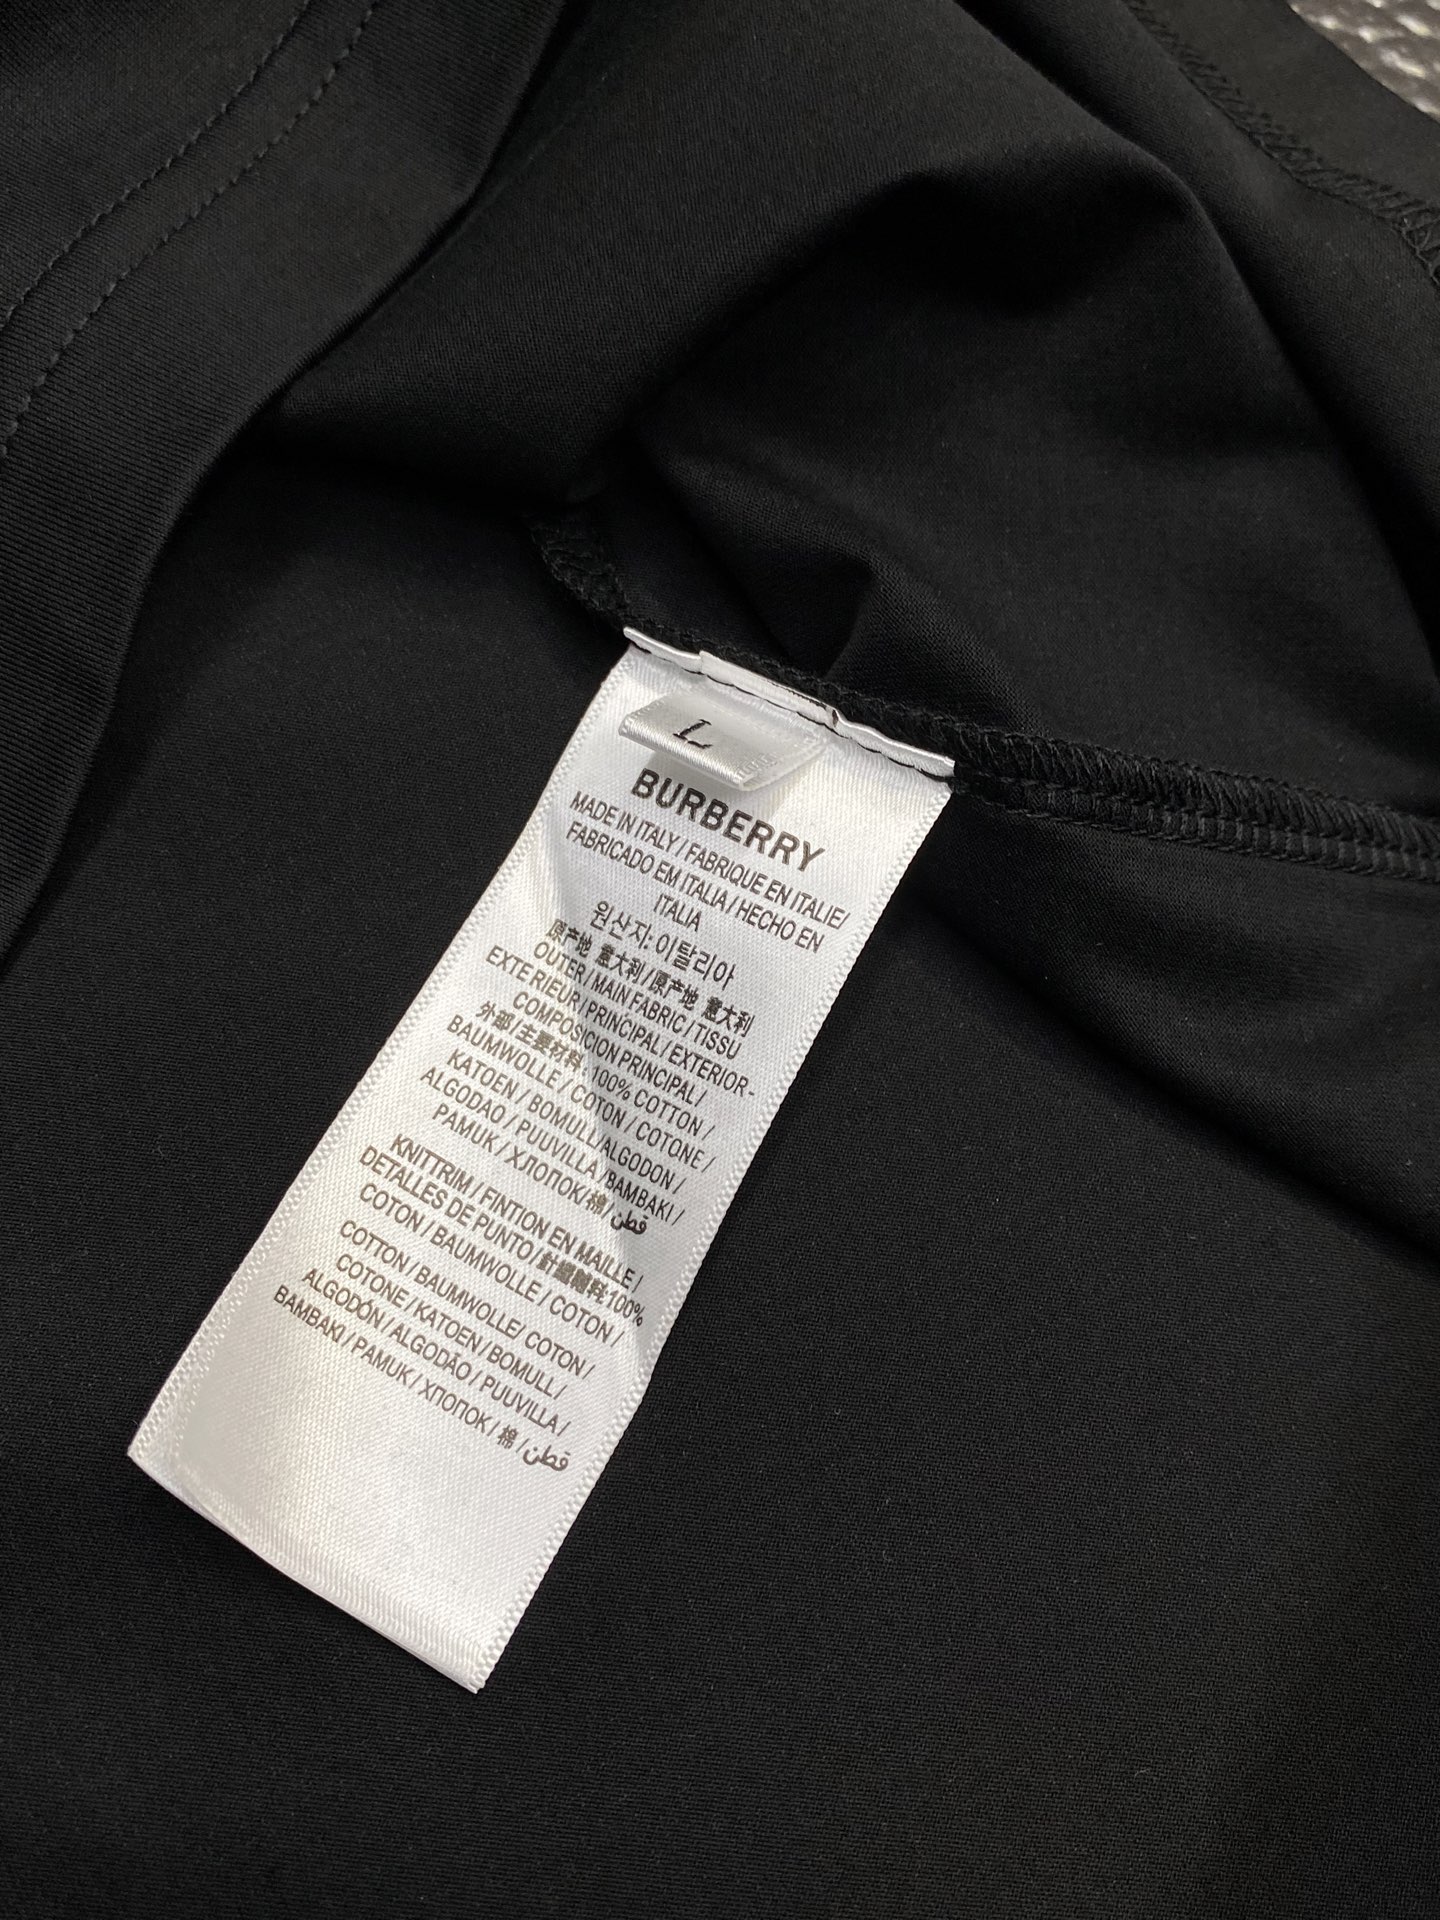 L
BURBERRY
MADE IN ITALY / FABRIQUE EN ITALIE/
FABRICADO EM ITALIA / HECHO EN
ITALIA
원산지: 이탈리아
原产地 意大利 / 原产地 意大利
OUTER / MAIN FABRIC / TISSU
EXTE RIEUR / PRINCIPAL / EXTERIOR-
COMPOSICION PRINCIPAL /
外部 / 主要材料: 100% COTTON /
BAUMWOLLE / COTON / COTONE /
KATOEN / BOMULL/ALGODON /
ALGODAO / PUUVILLA /BAMBAKI /
PAMUK / ХЛОПОК/ 棉 / قطن
KNITTRIM / FINTION EN MAILLE /
DETALLES DE PUNTO / 針織輔料:100%
COTON / BAUMWOLLE / COTON /
COTTON / BAUMWOLLE/ COTON /
COTONE / KATOEN / BOMULL /
ALGODÓN / ALGODÃO / PUUVILLA /
BAMBAKI / PAMUK / ХЛОПОК / 棉 / قطن